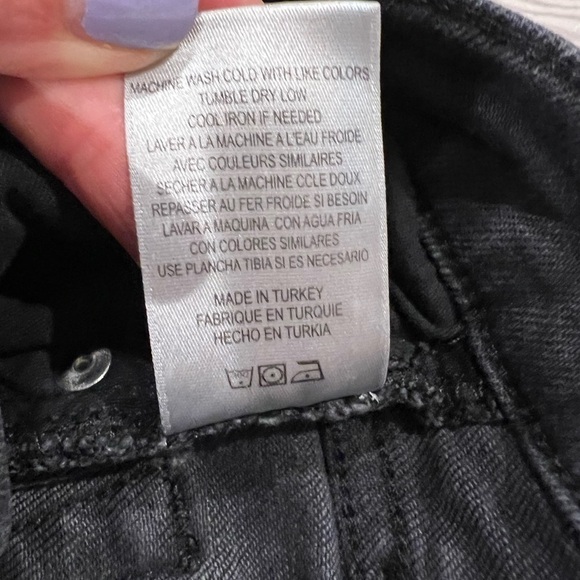 MACHINE WASH COLD WITH LIKE COLORS
TUMBLE DRY LOW
COOL IRON IF NEEDED
LAVER A LA MACHINE A L'EAU FROIDE
AVEC COULEURS SIMILAIRES
SECHER A LA MACHINE CCLE DOUX
REPASSER AU FER FROIDE SI BESOIN
LAVAR A MAQUINA CON AGUA FRIA
CON COLORES SIMILARES
USE PLANCHA TIBIA SI ES NECESARIO
MADE IN TURKEY
FABRIQUE EN TURQUIE
HECHO EN TURKIA